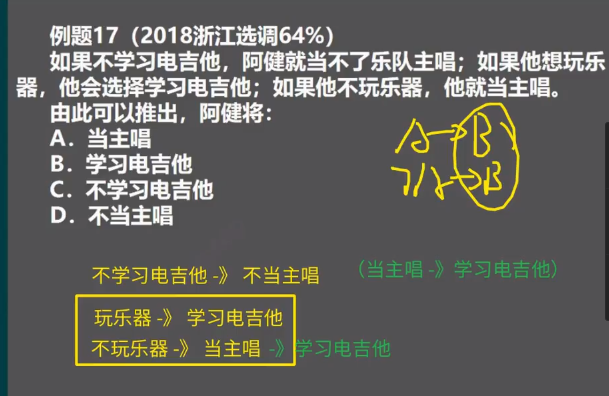 例题17（2018浙江选调64%）
如果不学习电吉他，阿健就当不了乐队主唱；如果他想玩乐
器，他会选择学习电吉他；如果他不玩乐器，他就当主唱。
由此可以推出，阿健将：
A．当主唱
B．学习电吉他
C．不学习电吉他
D．不当主唱
A→B
→B
不学习电吉他 -》 不当主唱
（当主唱 -》学习电吉他）
玩乐器 -》 学习电吉他
不玩乐器 -》 当主唱 -》学习电吉他